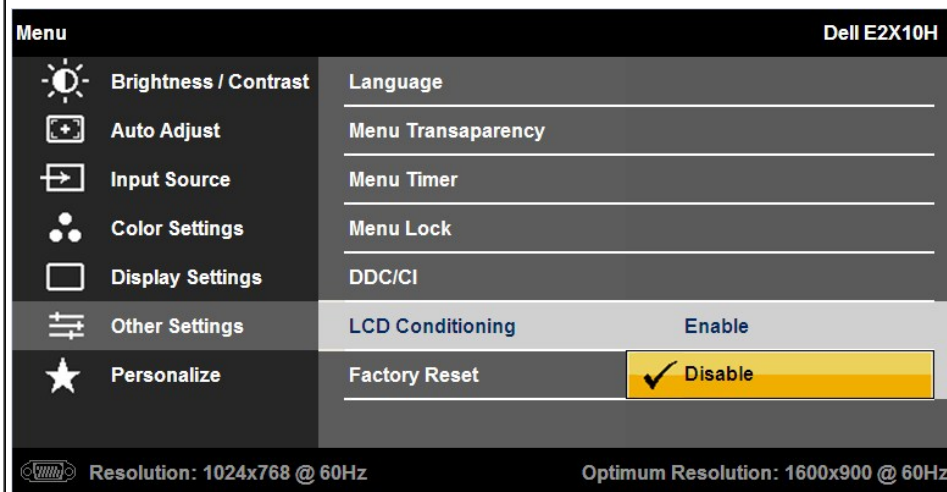 Menu Dell E2X10H
Brightness / Contrast Language
Auto Adjust Menu Transaparency
Input Source Menu Timer
Color Settings Menu Lock
Display Settings DDC/CI
Other Settings LCD Conditioning Enable
Personalize Factory Reset Disable
Resolution: 1024x768 @ 60Hz Optimum Resolution: 1600x900 @ 60Hz